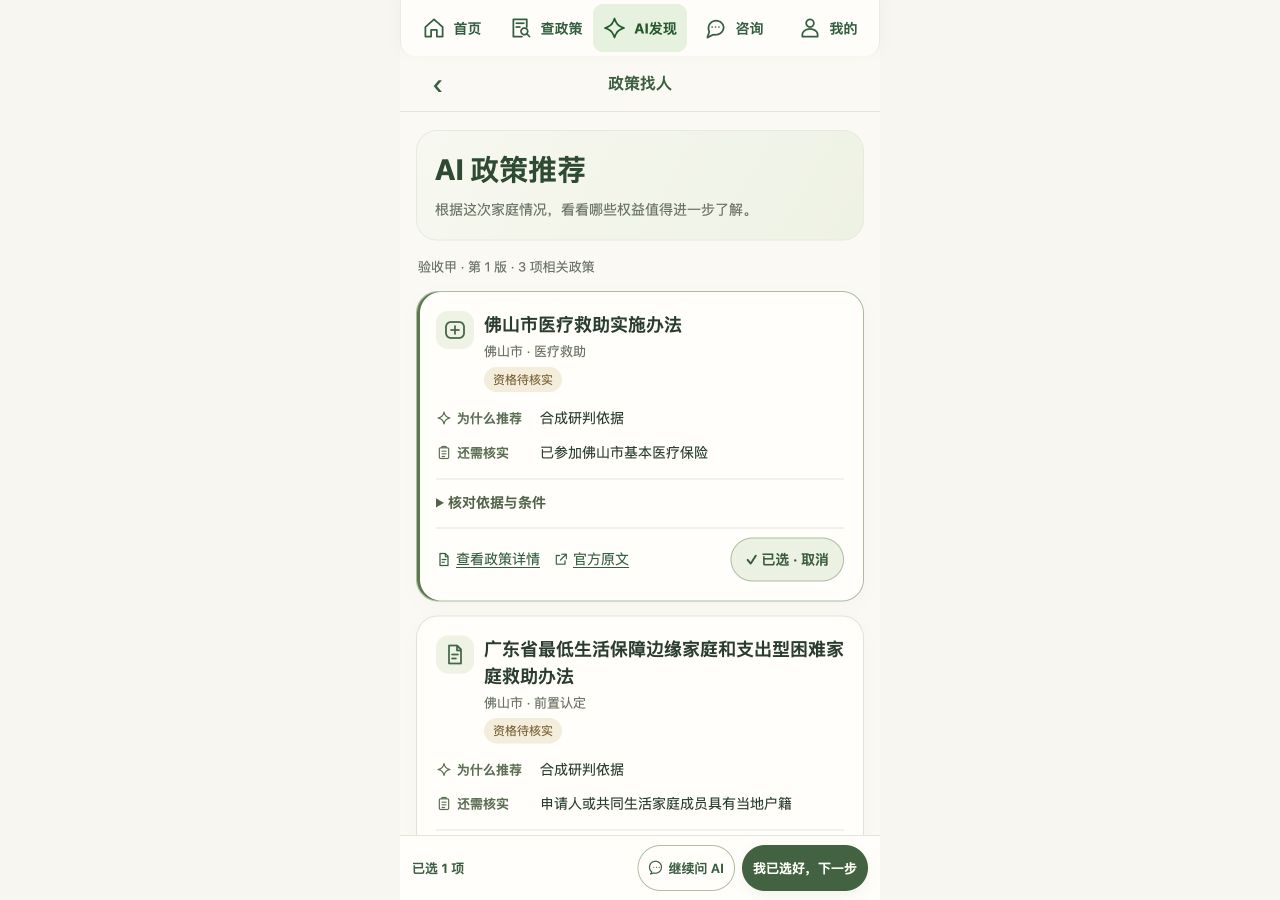 首页
查政策
AI发现
咨询
我的
‹
政策找人
AI 政策推荐
根据这次家庭情况，看看哪些权益值得进一步了解。
验收甲 · 第 1 版 · 3 项相关政策
佛山市医疗救助实施办法
佛山市 · 医疗救助
资格待核实
为什么推荐 合成研判依据
还需核实 已参加佛山市基本医疗保险
▶ 核对依据与条件
查看政策详情 官方原文
✓ 已选 · 取消
广东省最低生活保障边缘家庭和支出型困难家
庭救助办法
佛山市 · 前置认定
资格待核实
为什么推荐 合成研判依据
还需核实 申请人或共同生活家庭成员具有当地户籍
已选 1 项
继续问 AI
我已选好，下一步